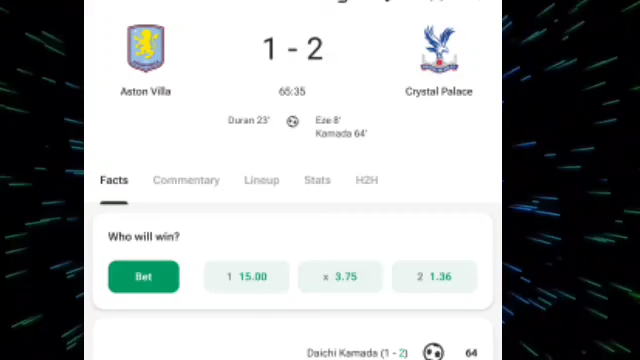 1 - 2
Aston Villa
65:35
Crystal Palace
Duran 23'
Eze 8'
Kamada 64'
Facts
Commentary
Lineup
Stats
H2H
Who will win?
Bet
1 15.00
x 3.75
2 1.36
Daichi Kamada (1 - 2)
64